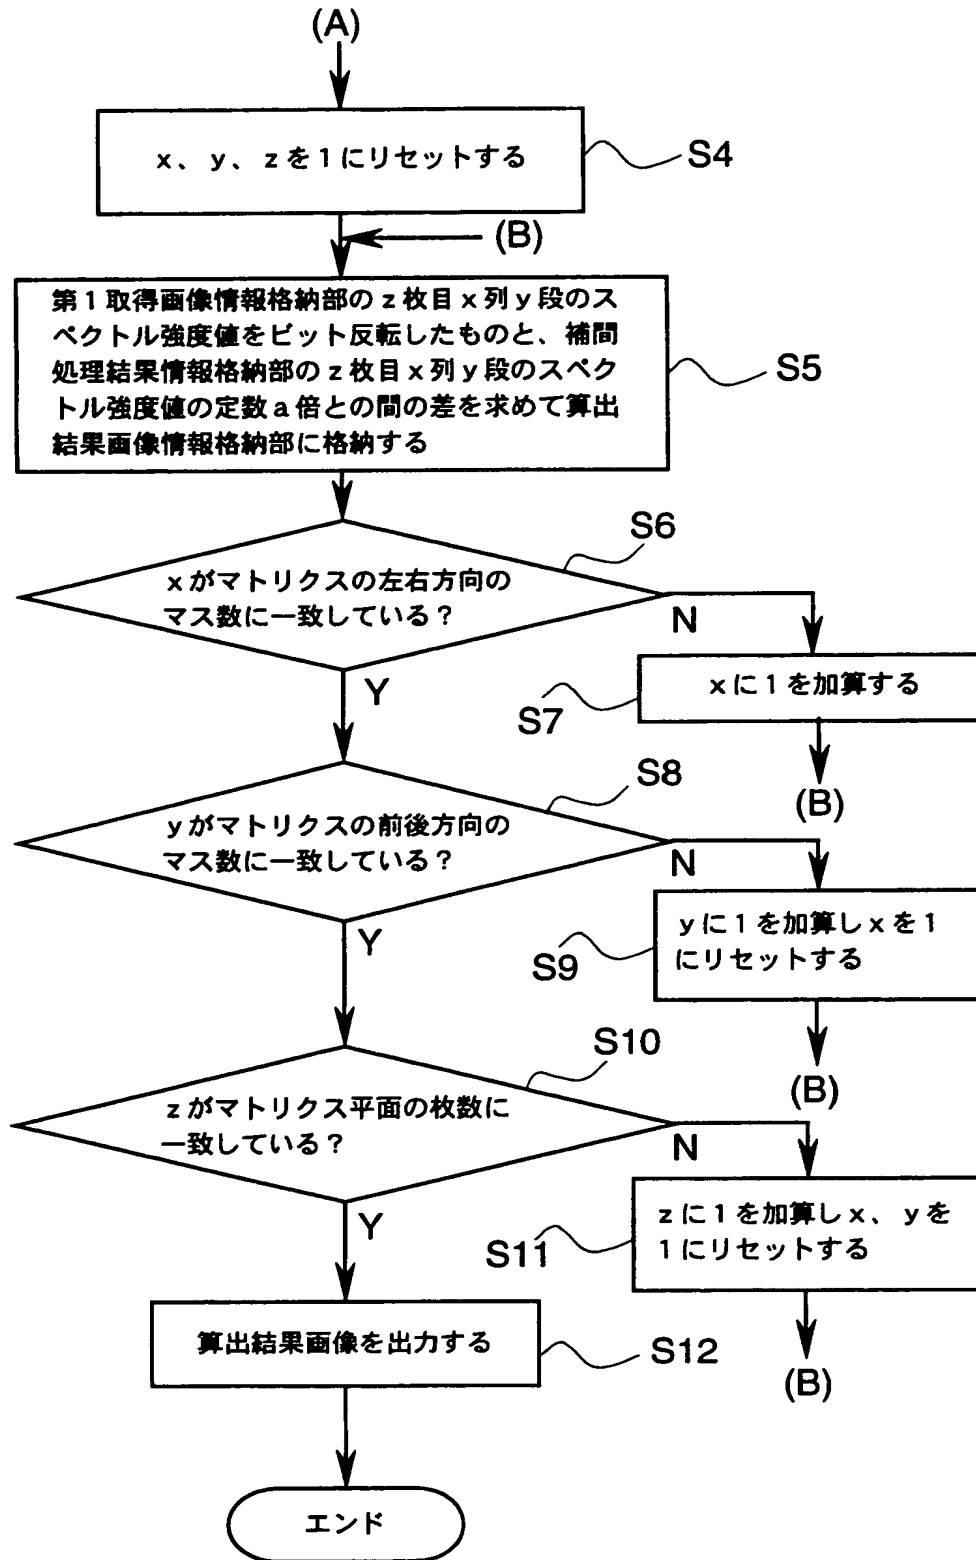 (A)
x、y、zを1にリセットする
S4
(B)
第1取得画像情報格納部のz枚目x列y段のス
ペクトル強度値をビット反転したものと、補間
処理結果情報格納部のz枚目x列y段のスペク
トル強度値の定数a倍との間の差を求めて算出
結果画像情報格納部に格納する
S5
S6
xがマトリクスの左右方向の
マス数に一致している?
N
Y
xに1を加算する
S7
(B)
S8
yがマトリクスの前後方向の
マス数に一致している?
N
Y
yに1を加算しxを1
にリセットする
S9
(B)
S10
zがマトリクス平面の枚数に
一致している?
N
Y
zに1を加算しx、yを
1にリセットする
S11
(B)
算出結果画像を出力する
S12
エンド